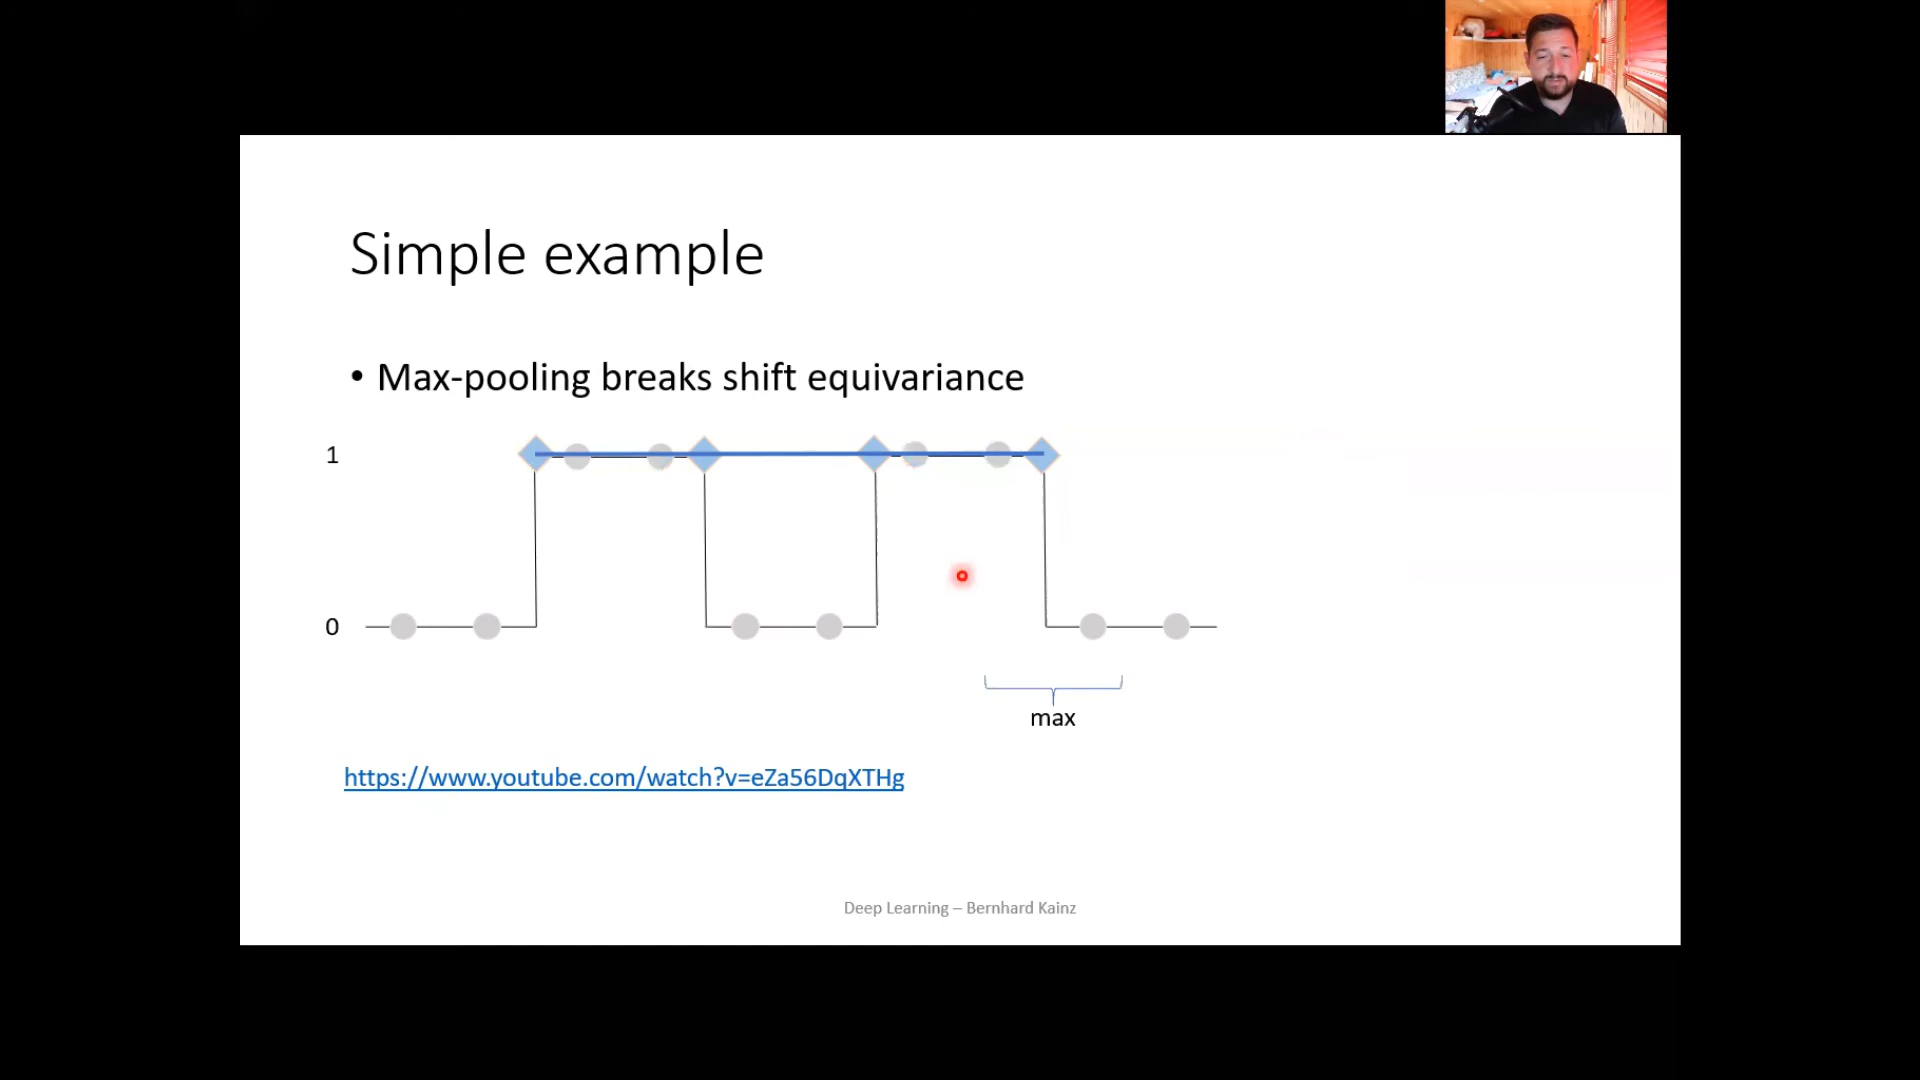 Simple example
• Max-pooling breaks shift equivariance
1
0
max
https://www.youtube.com/watch?v=eZa56DqXTHg
Deep Learning – Bernhard Kainz